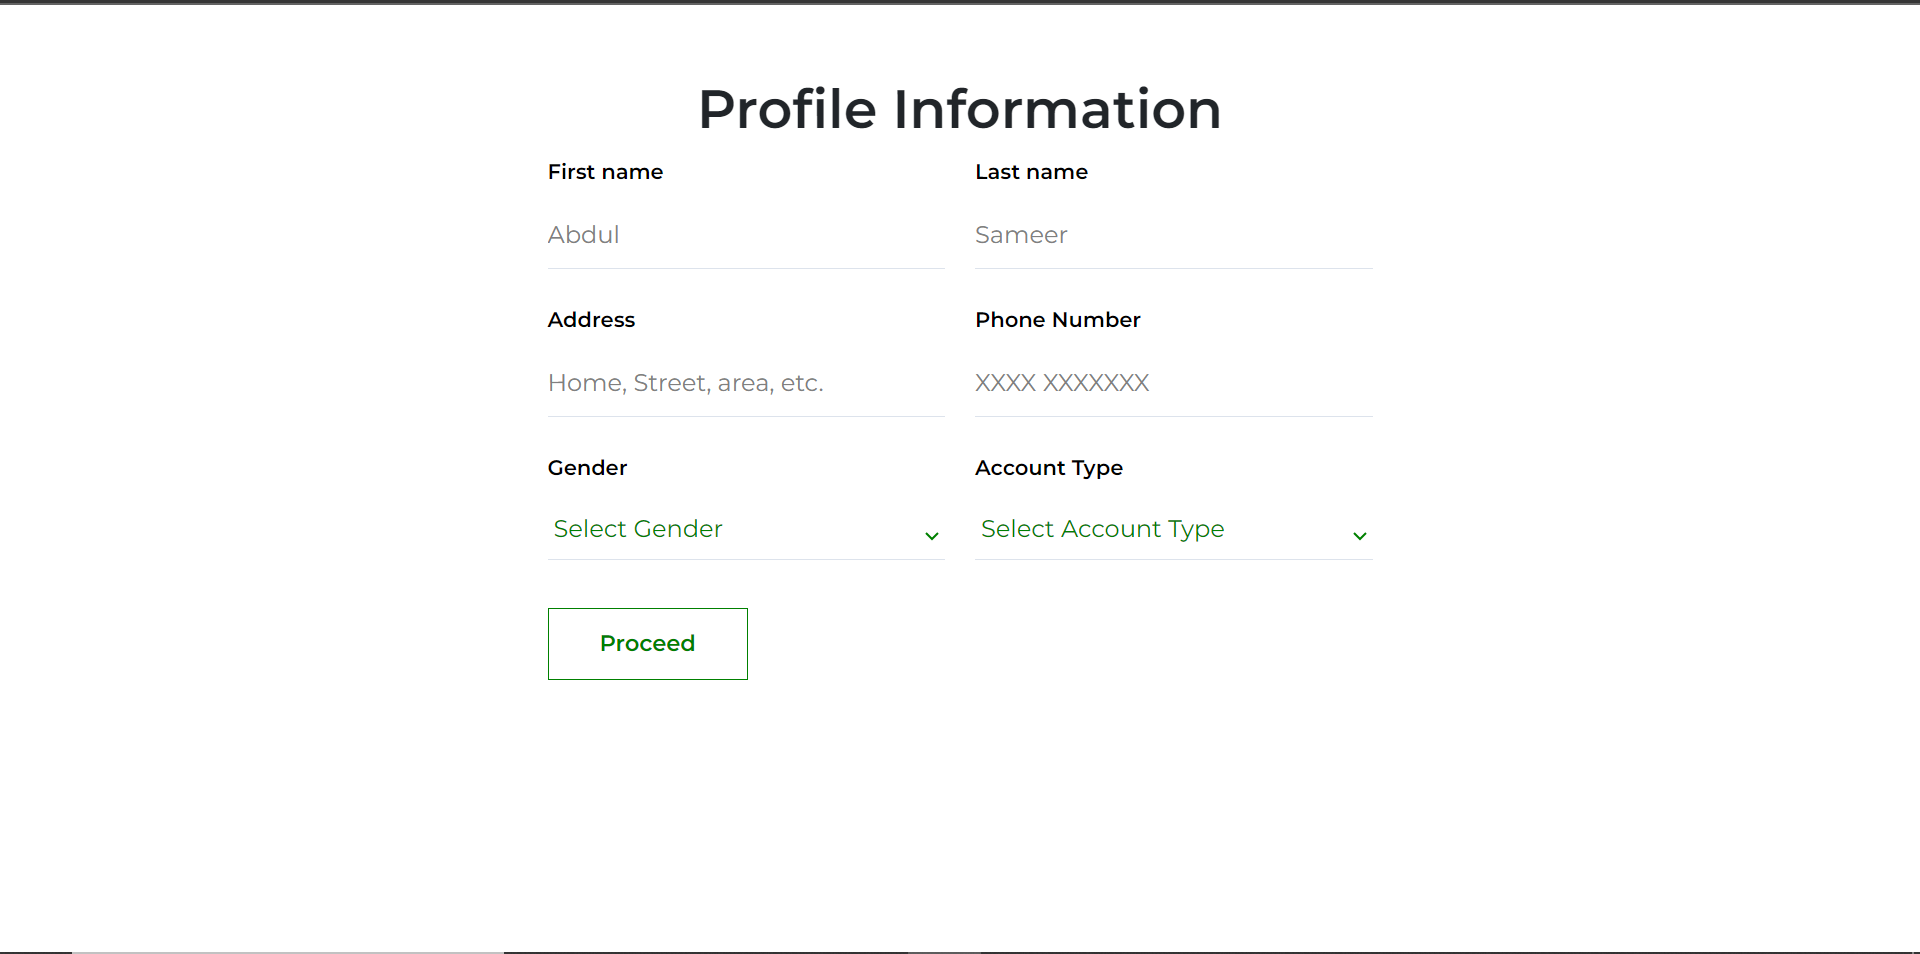 Profile Information
First name
Last name
Abdul
Sameer
Address
Phone Number
Home, Street, area, etc.
XXXX XXXXXXX
Gender
Account Type
Select Gender
Select Account Type
Proceed